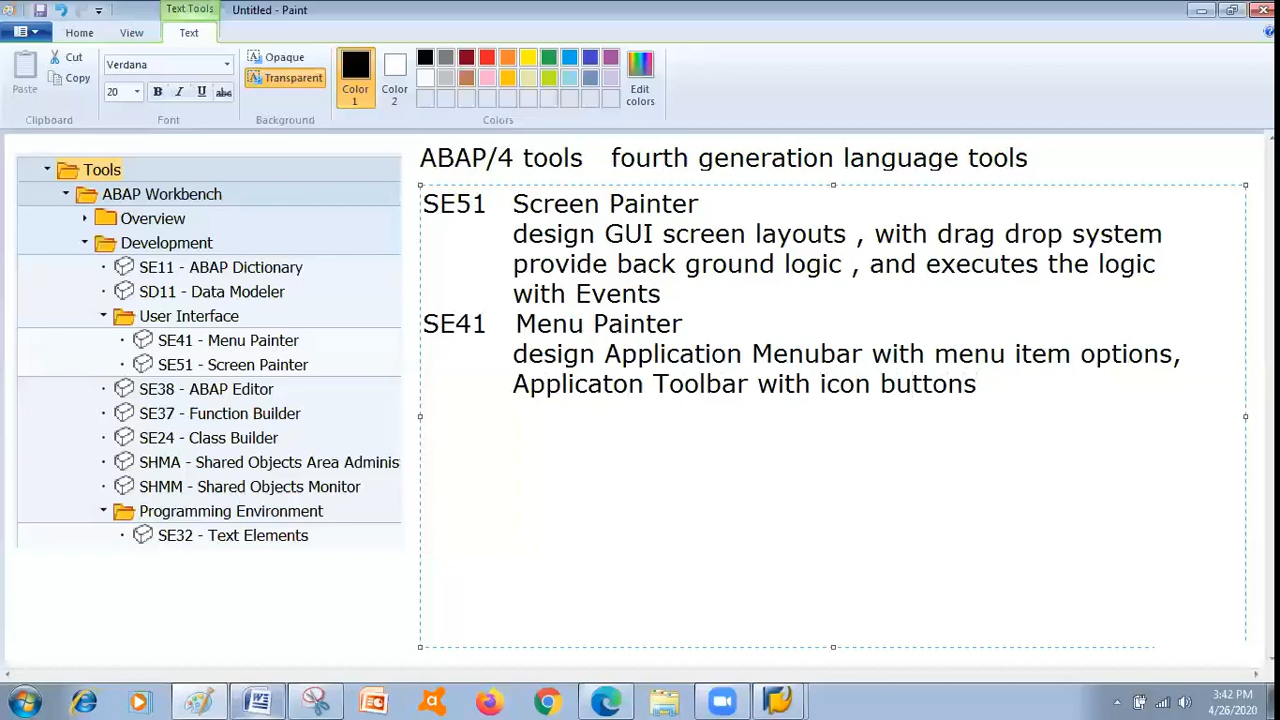 Text Tools
Untitled - Paint
Home
View
Text
Paste
Cut
Copy
Clipboard
Verdana
20
B
I
U
abc
Font
Opaque
Transparent
Background
Color
1
Color
2
Edit
colors
Colors
Tools
ABAP Workbench
Overview
Development
SE11 - ABAP Dictionary
SD11 - Data Modeler
User Interface
SE41 - Menu Painter
SE51 - Screen Painter
SE38 - ABAP Editor
SE37 - Function Builder
SE24 - Class Builder
SHMA - Shared Objects Area Adminis
SHMM - Shared Objects Monitor
Programming Environment
SE32 - Text Elements
ABAP/4 tools fourth generation language tools
SE51 Screen Painter
design GUI screen layouts , with drag drop system
provide back ground logic , and executes the logic
with Events
SE41 Menu Painter
design Application Menubar with menu item options,
Applicaton Toolbar with icon buttons
3:42 PM
4/26/2020